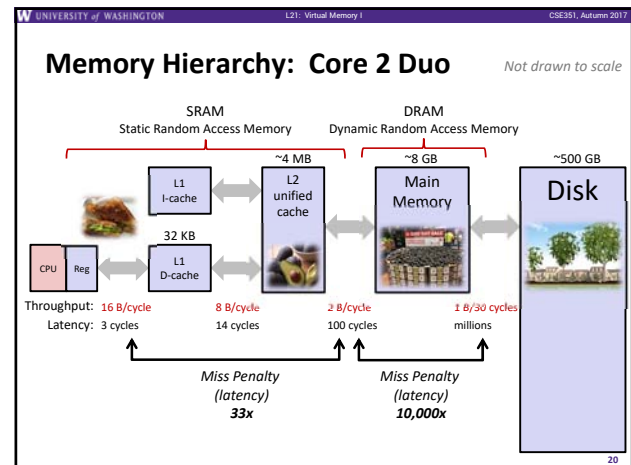 W UNIVERSITY of WASHINGTON
L21: Virtual Memory I
CSE351, Autumn 2017
Memory Hierarchy: Core 2 Duo
Not drawn to scale
SRAM
Static Random Access Memory
DRAM
Dynamic Random Access Memory
~4 MB
~8 GB
~500 GB
L1
I-cache
L2
unified
cache
Main
Memory
Disk
32 KB
CPU
Reg
L1
D-cache
Throughput: 16 B/cycle 8 B/cycle 2 B/cycle 1 B/30 cycles
Latency: 3 cycles 14 cycles 100 cycles millions
Miss Penalty
(latency)
33x
Miss Penalty
(latency)
10,000x
20